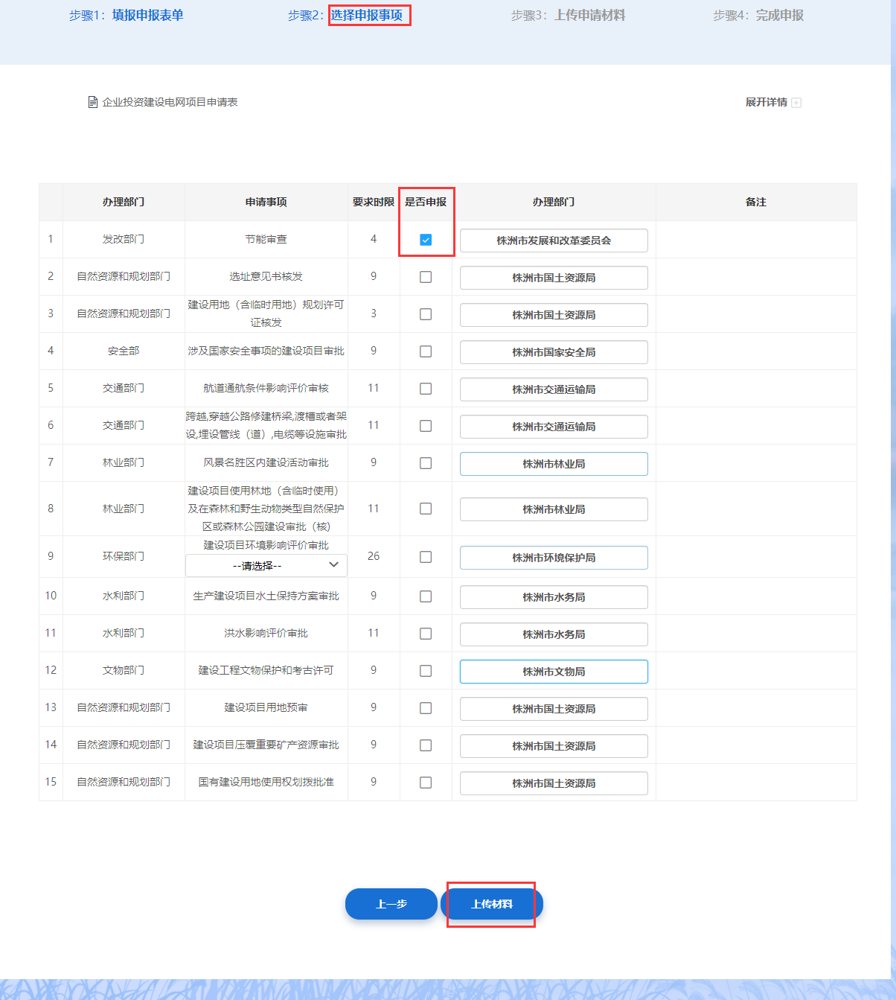 步骤1：填报申报表单 步骤2：选择申报事项 步骤3：上传申请材料 步骤4：完成申报
企业投资建设电网项目申请表 展开详情
办理部门 申请事项 要求时限 是否申报 办理部门 备注
1 发改部门 节能审查 4 株洲市发展和改革委员会
2 自然资源和规划部门 选址意见书核发 9 株洲市国土资源局
3 自然资源和规划部门 建设用地（含临时用地）规划许可
证核发 3 株洲市国土资源局
4 安全部 涉及国家安全事项的建设项目审批 9 株洲市国家安全局
5 交通部门 航道通航条件影响评价审核 11 株洲市交通运输局
6 交通部门 跨越,穿越公路修建桥梁,渡槽或者架
设,埋设管线（道）,电缆等设施审批 11 株洲市交通运输局
7 林业部门 风景名胜区内建设活动审批 9 株洲市林业局
8 林业部门 建设项目使用林地（含临时使用）
及在森林和野生动物类型自然保护
区或森林公园建设审批（核） 11 株洲市林业局
9 环保部门 建设项目环境影响评价审批
--请选择-- 26 株洲市环境保护局
10 水利部门 生产建设项目水土保持方案审批 9 株洲市水务局
11 水利部门 洪水影响评价审批 11 株洲市水务局
12 文物部门 建设工程文物保护和考古许可 9 株洲市文物局
13 自然资源和规划部门 建设项目用地预审 9 株洲市国土资源局
14 自然资源和规划部门 建设项目压覆重要矿产资源审批 9 株洲市国土资源局
15 自然资源和规划部门 国有建设用地使用权划拨批准 9 株洲市国土资源局
上一步 上传材料